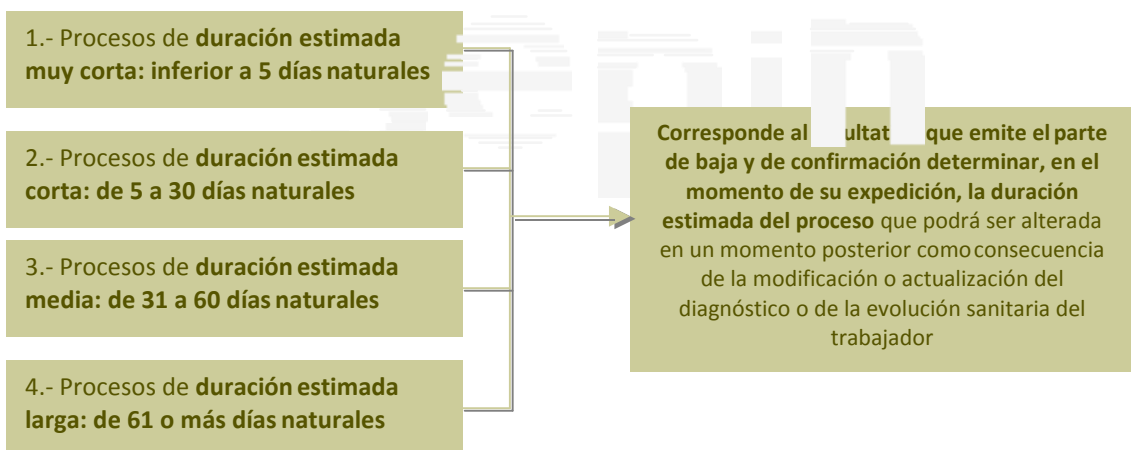 1.- Procesos de duración estimada
muy corta: inferior a 5 días naturales
2.- Procesos de duración estimada
corta: de 5 a 30 días naturales
3.- Procesos de duración estimada
media: de 31 a 60 días naturales
4.- Procesos de duración estimada
larga: de 61 o más días naturales
Corresponde al que emite el parte
de baja y de confirmación determinar, en el
momento de su expedición, la duración
estimada del proceso que podrá ser alterada
en un momento posterior como consecuencia
de la modificación o actualización del
diagnóstico o de la evolución sanitaria del
trabajador